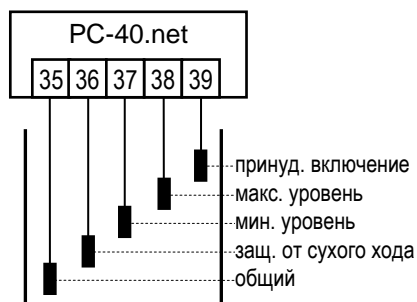 PC-40.net
35 36 37 38 39
принуд. включение
макс. уровень
мин. уровень
защ. от сухого хода
общий